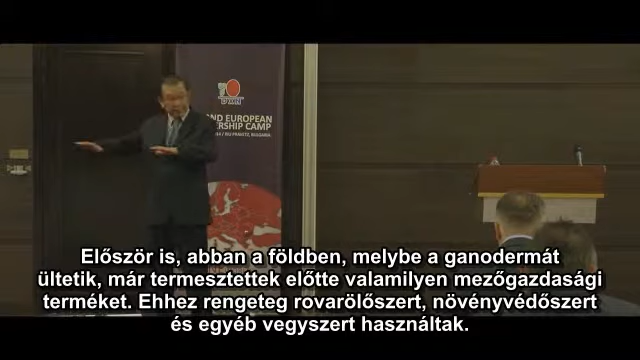 DXN
ND EUROPEAN
ERSHIP CAMP
Először is, abban a földben, melybe a ganodermát
ültetik, már termesztettek előtte valamilyen mezőgazdasági
terméket. Ehhez rengeteg rovarölőszert, növényvédőszert
és egyéb vegyszert használtak.